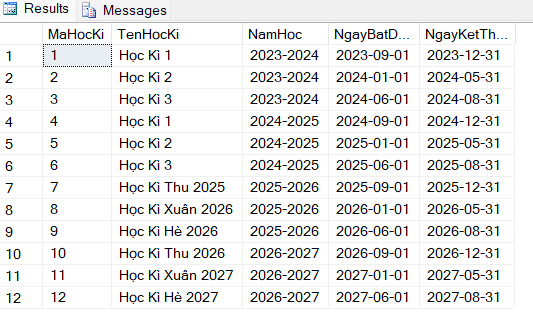 Results Messages
MaHocKi TenHocKi NamHoc NgayBatD... NgayKetTh...
1 1 Học Kì 1 2023-2024 2023-09-01 2023-12-31
2 2 Học Kì 2 2023-2024 2024-01-01 2024-05-31
3 3 Học Kì 3 2023-2024 2024-06-01 2024-08-31
4 4 Học Kì 1 2024-2025 2024-09-01 2024-12-31
5 5 Học Kì 2 2024-2025 2025-01-01 2025-05-31
6 6 Học Kì 3 2024-2025 2025-06-01 2025-08-31
7 7 Học Kì Thu 2025 2025-2026 2025-09-01 2025-12-31
8 8 Học Kì Xuân 2026 2025-2026 2026-01-01 2026-05-31
9 9 Học Kì Hè 2026 2025-2026 2026-06-01 2026-08-31
10 10 Học Kì Thu 2026 2026-2027 2026-09-01 2026-12-31
11 11 Học Kì Xuân 2027 2026-2027 2027-01-01 2027-05-31
12 12 Học Kì Hè 2027 2026-2027 2027-06-01 2027-08-31